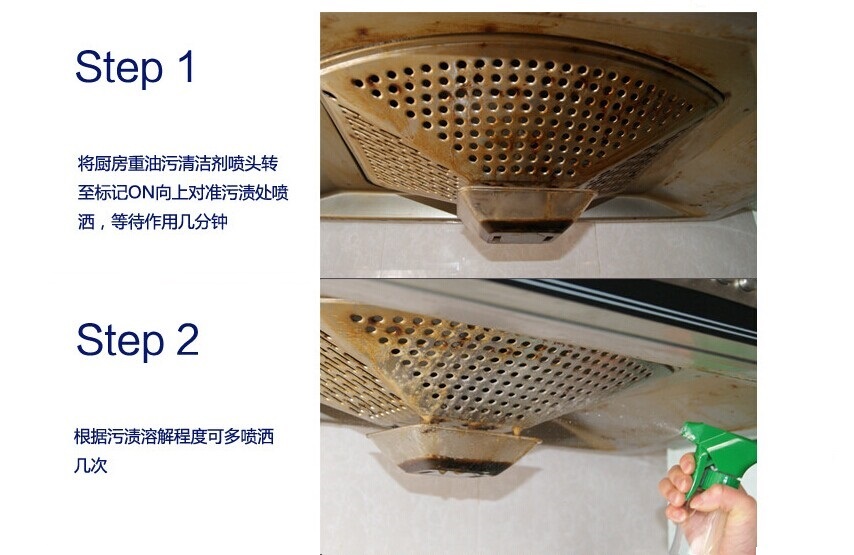 Step 1
将厨房重油污清洁剂喷头转
至标记ON向上对准污渍处喷
洒，等待作用几分钟
Step 2
根据污渍溶解程度可多喷洒
几次